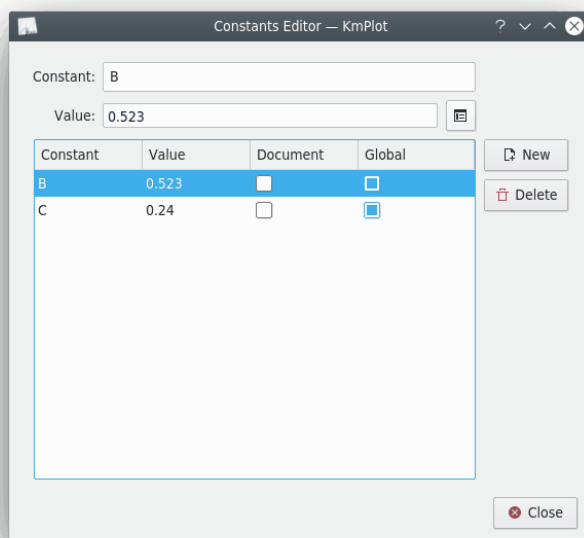 Constants Editor — KmPlot
Constant: B
Value: 0.523
Constant Value Document Global
B 0.523
C 0.24
New
Delete
Close